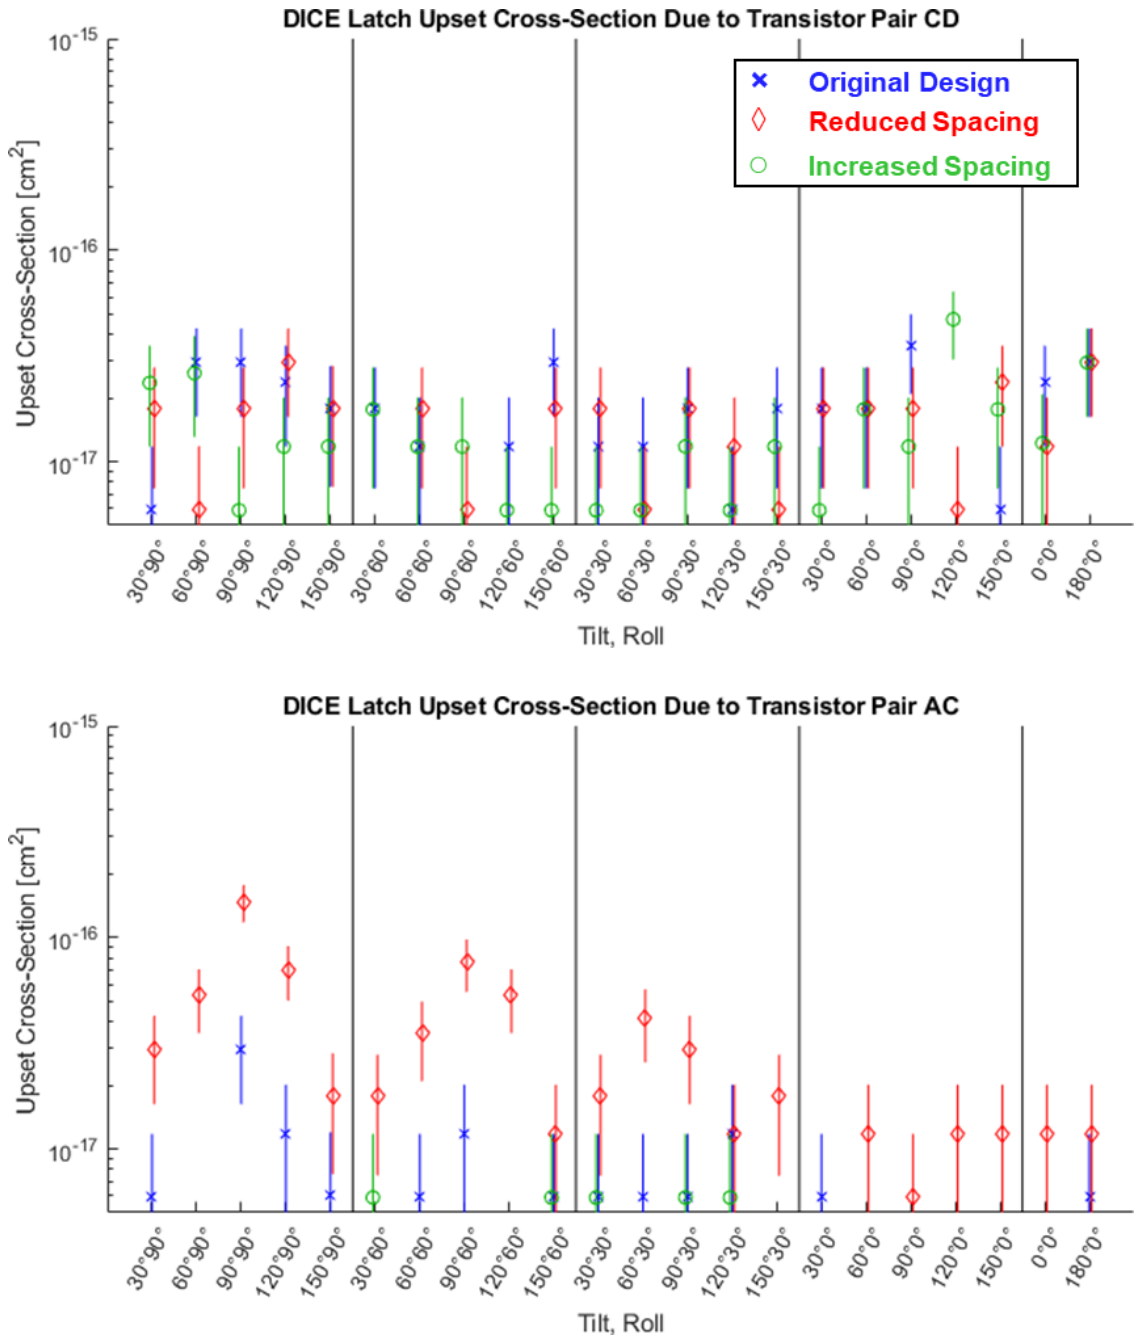 DICE Latch Upset Cross-Section Due to Transistor Pair CD
Upset Cross-Section [cm²]
10⁻¹⁵
10⁻¹⁶
10⁻¹⁷
Original Design
Reduced Spacing
Increased Spacing
30°90° 60°90° 90°90° 120°90° 150°90° 30°60° 60°60° 90°60° 120°60° 150°60° 30°30° 60°30° 90°30° 120°30° 150°30° 30°0° 60°0° 90°0° 120°0° 150°0° 0°0° 180°0°
Tilt, Roll
DICE Latch Upset Cross-Section Due to Transistor Pair AC
Upset Cross-Section [cm²]
10⁻¹⁵
10⁻¹⁶
10⁻¹⁷
30°90° 60°90° 90°90° 120°90° 150°90° 30°60° 60°60° 90°60° 120°60° 150°60° 30°30° 60°30° 90°30° 120°30° 150°30° 30°0° 60°0° 90°0° 120°0° 150°0° 0°0° 180°0°
Tilt, Roll